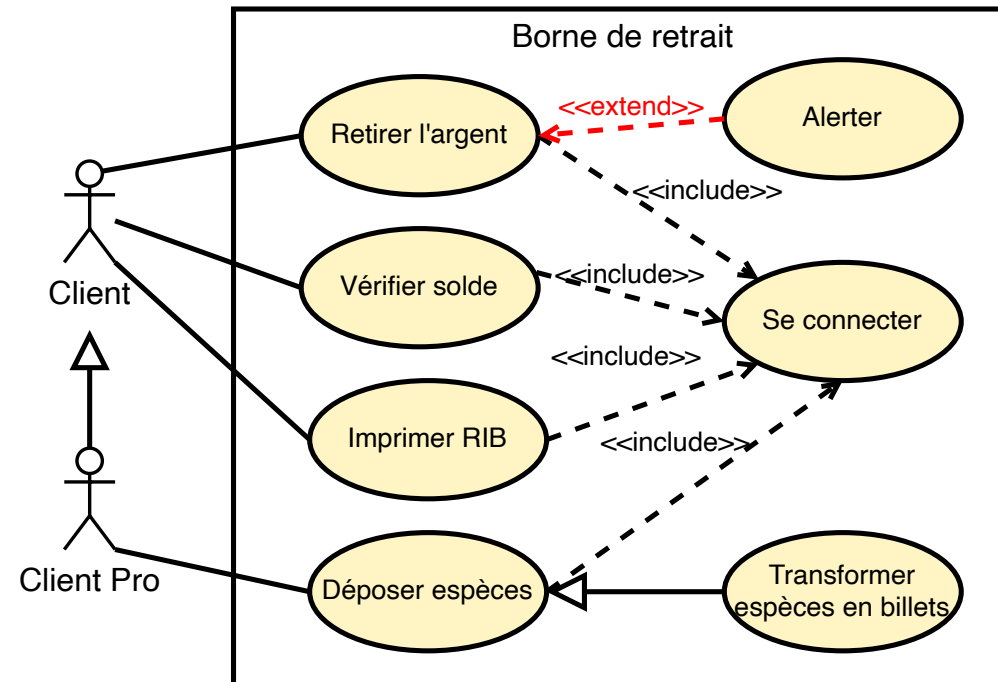 Borne de retrait
Retirer l'argent
<<extend>>
Alerter
<<include>>
Client
Vérifier solde
<<include>>
Se connecter
<<include>>
Imprimer RIB
<<include>>
Client Pro
Déposer espèces
Transformer
espèces en billets